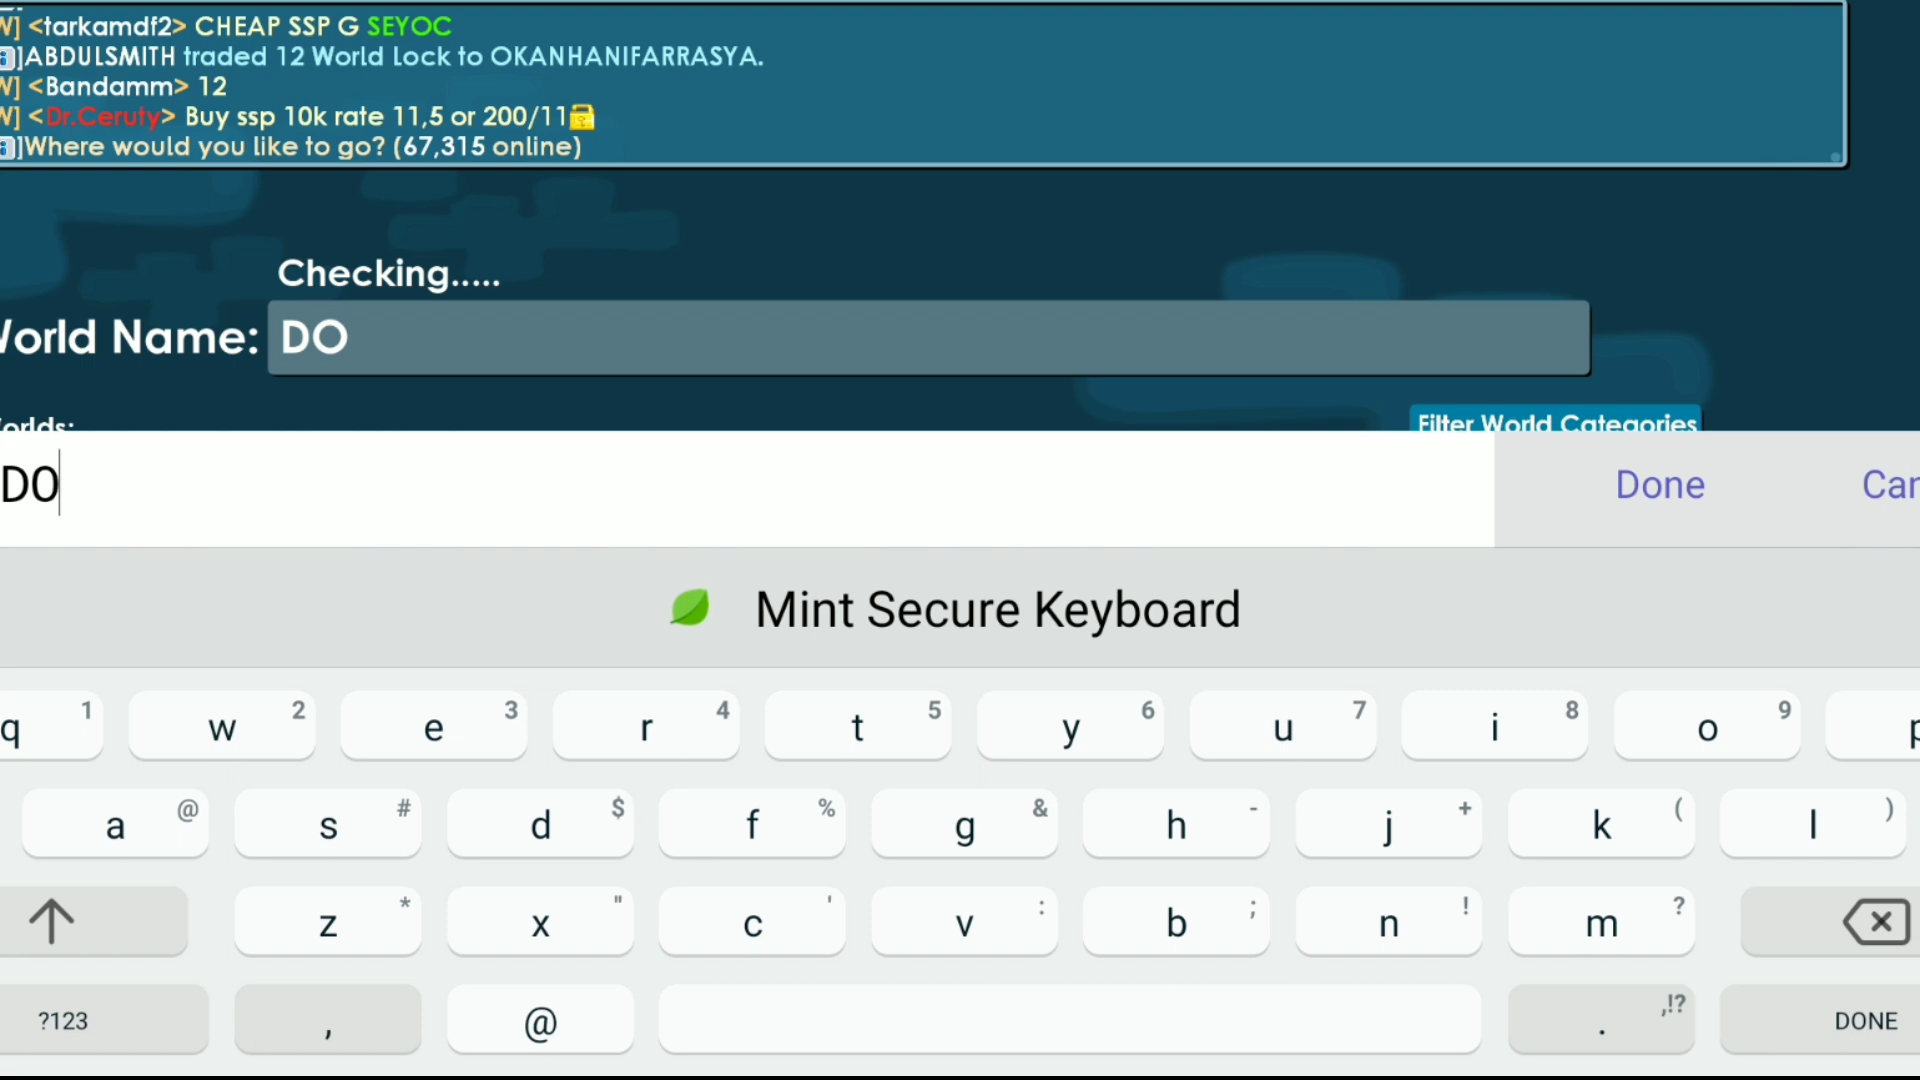 W] <tarkamdf2> CHEAP SSP G SEYOC
]ABDULSMITH traded 12 World Lock to OKANHANIFARRASYA.
W] <Bandamm> 12
W] <Dr.Ceruty> Buy ssp 10k rate 11,5 or 200/11
]Where would you like to go? (67,315 online)
Checking.....
World Name: DO
orlds:
Filter World Categories
DO
Done
Can
Mint Secure Keyboard
q 1 w 2 e 3 r 4 t 5 y 6 u 7 i 8 o 9 p
a @ s # d $ f % g & h - j + k ( l )
z * x " c ' v : b ; n ! m ?
?123 , @ . ,!? DONE